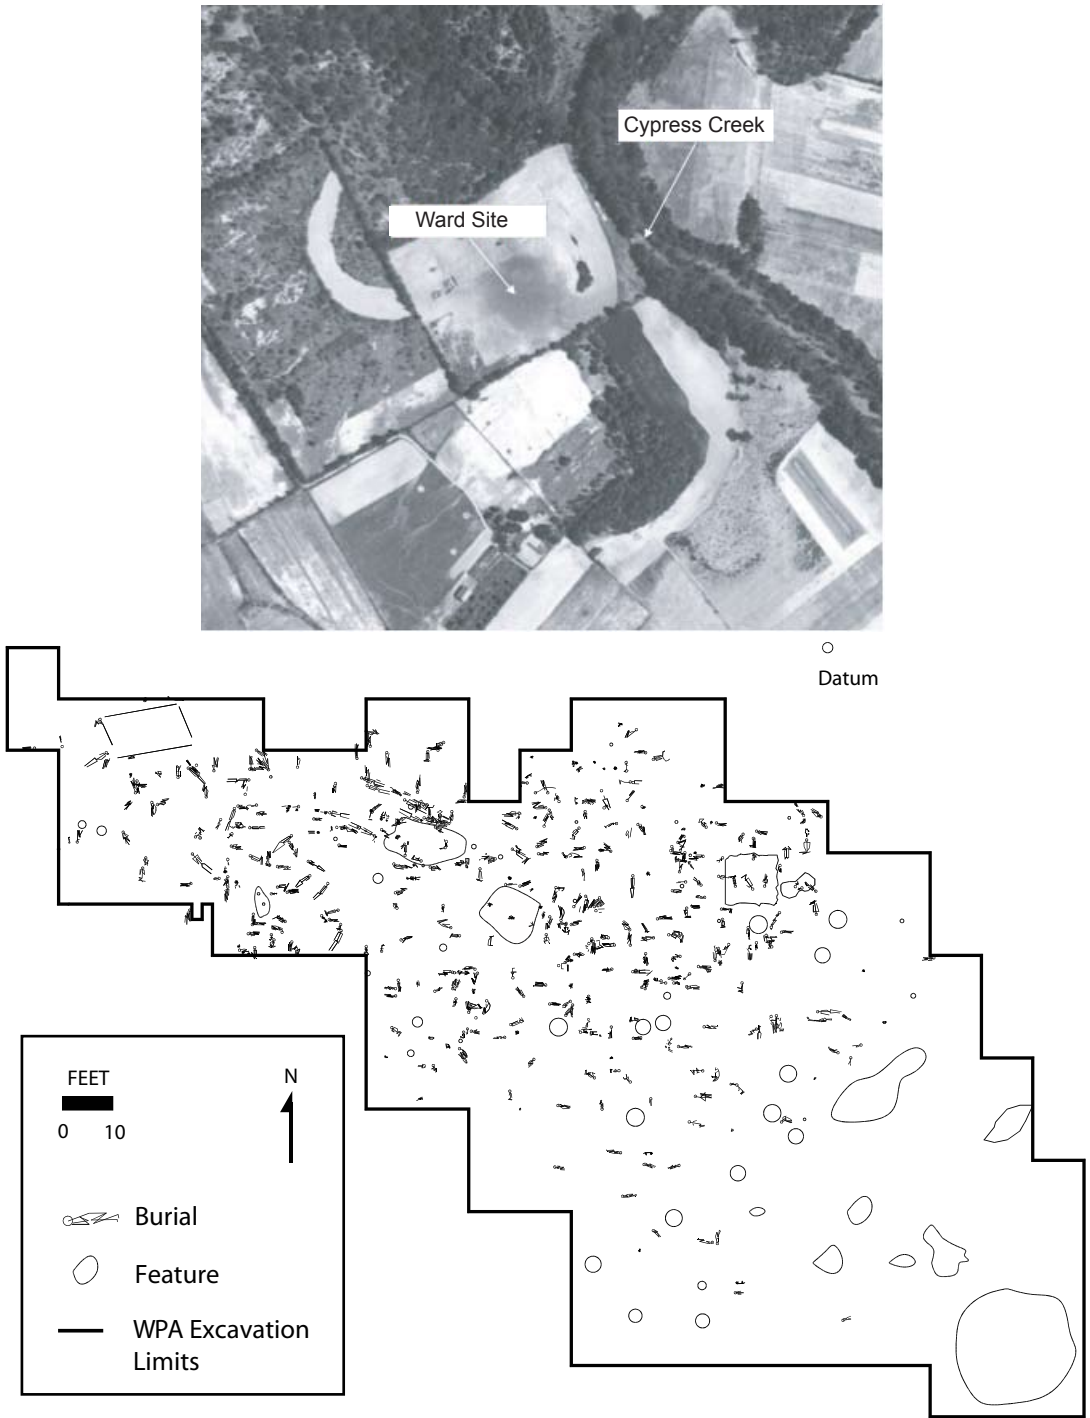 Cypress Creek
Ward Site
Datum
FEET
0 10
N
Burial
Feature
WPA Excavation
Limits